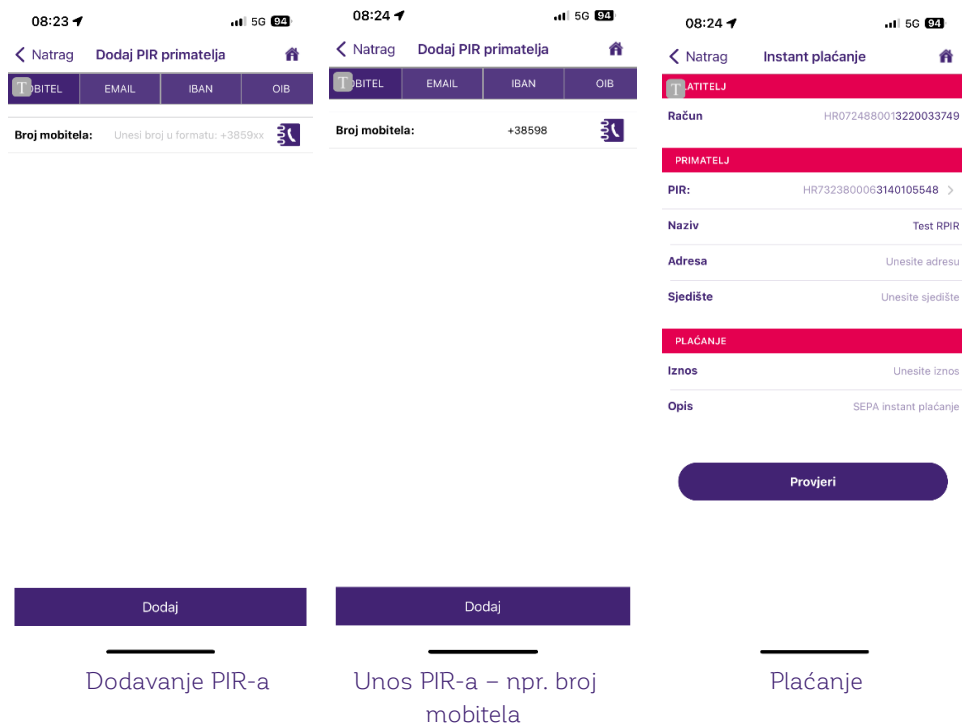 08:23
5G 94
Natrag Dodaj PIR primatelja
T OBITEL EMAIL IBAN OIB
Broj mobitela: Unesi broj u formatu: +3859xx
Dodaj
Dodavanje PIR-a
08:24
5G 94
Natrag Dodaj PIR primatelja
T OBITEL EMAIL IBAN OIB
Broj mobitela: +38598
Dodaj
Unos PIR-a – npr. broj
mobitela
08:24
5G 94
Natrag Instant plaćanje
T LATITELJ
Račun HR0724880013220033749
PRIMATELJ
PIR: HR7323800063140105548
Naziv Test RPIR
Adresa Unesite adresu
Sjedište Unesite sjedište
PLAĆANJE
Iznos Unesite iznos
Opis SEPA instant plaćanje
Provjeri
Plaćanje